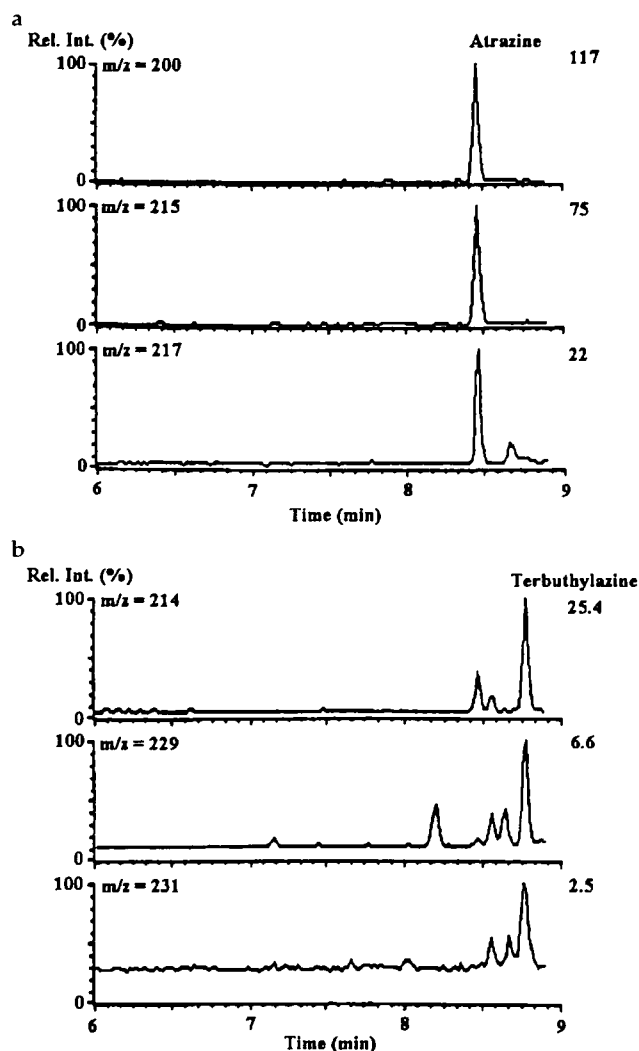 a
Rel. Int. (%)
Atrazine
100
m/z = 200
117
0
100
m/z = 215
75
0
100
m/z = 217
22
0
6 7 8 9
Time (min)
b
Rel. Int. (%)
Terbuthylazine
100
m/z = 214
25.4
0
100
m/z = 229
6.6
0
100
m/z = 231
2.5
0
6 7 8 9
Time (min)